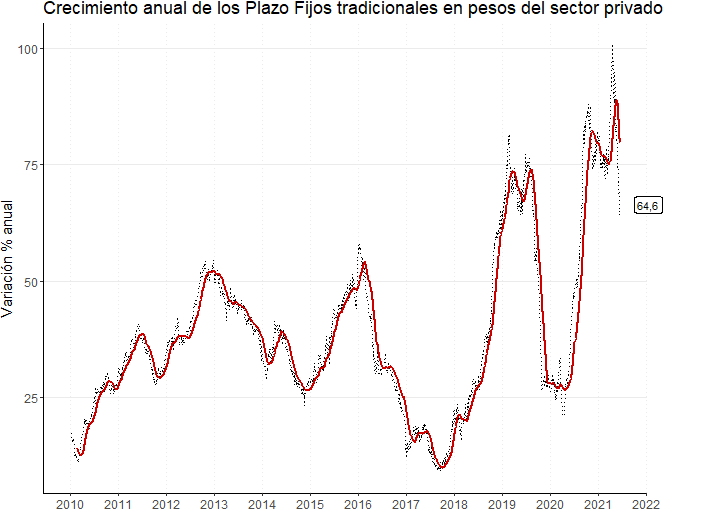 Crecimiento anual de los Plazo Fijos tradicionales en pesos del sector privado
Variación % anual
100
75
50
25
64,6
2010 2011 2012 2013 2014 2015 2016 2017 2018 2019 2020 2021 2022